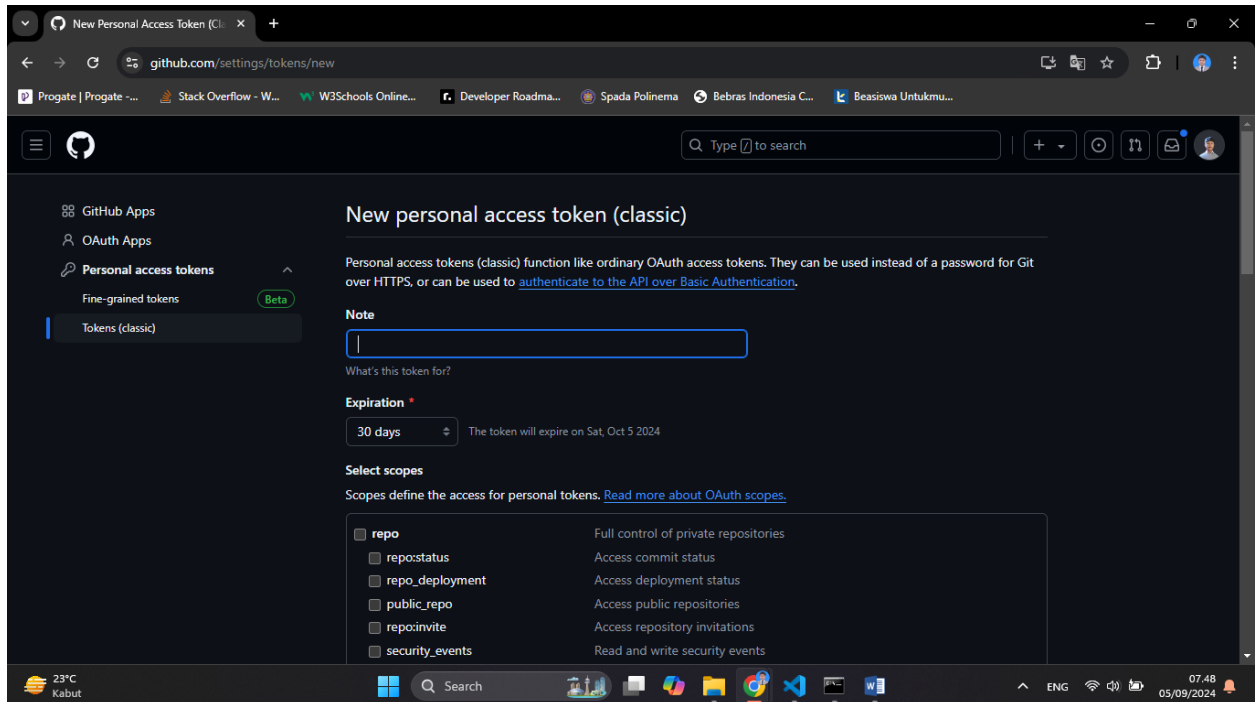 New Personal Access Token (Cla
github.com/settings/tokens/new
Progate | Progate -...
Stack Overflow - W...
W3Schools Online...
Developer Roadma...
Spada Polinema
Bebras Indonesia C...
Beasiswa Untukmu...
Type / to search
GitHub Apps
OAuth Apps
Personal access tokens
Fine-grained tokens
Beta
Tokens (classic)
New personal access token (classic)
Personal access tokens (classic) function like ordinary OAuth access tokens. They can be used instead of a password for Git
over HTTPS, or can be used to authenticate to the API over Basic Authentication.
Note
What's this token for?
Expiration *
30 days
The token will expire on Sat, Oct 5 2024
Select scopes
Scopes define the access for personal tokens. Read more about OAuth scopes.
repo Full control of private repositories
repo:status Access commit status
repo_deployment Access deployment status
public_repo Access public repositories
repo:invite Access repository invitations
security_events Read and write security events
23°C
Kabut
Search
ENG
07.48
05/09/2024